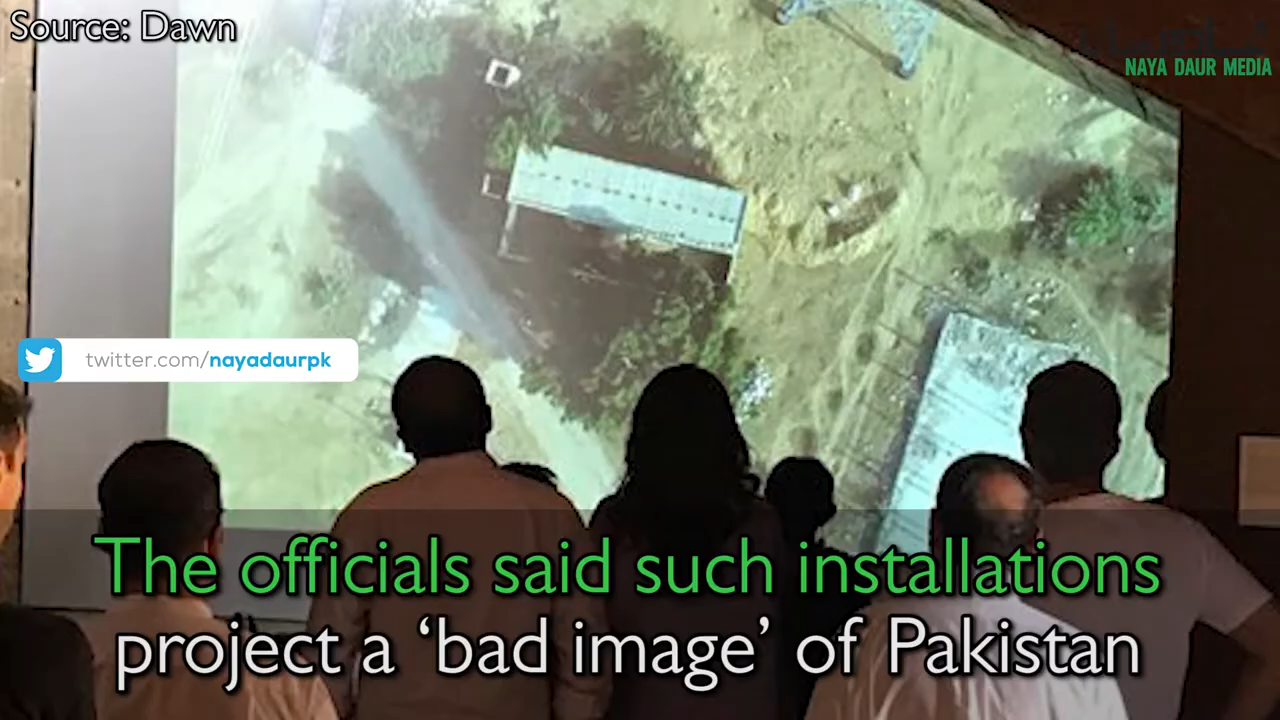 Source: Dawn
NAYA DAUR MEDIA
twitter.com/nayadaurpk
The officials said such installations
project a ‘bad image’ of Pakistan